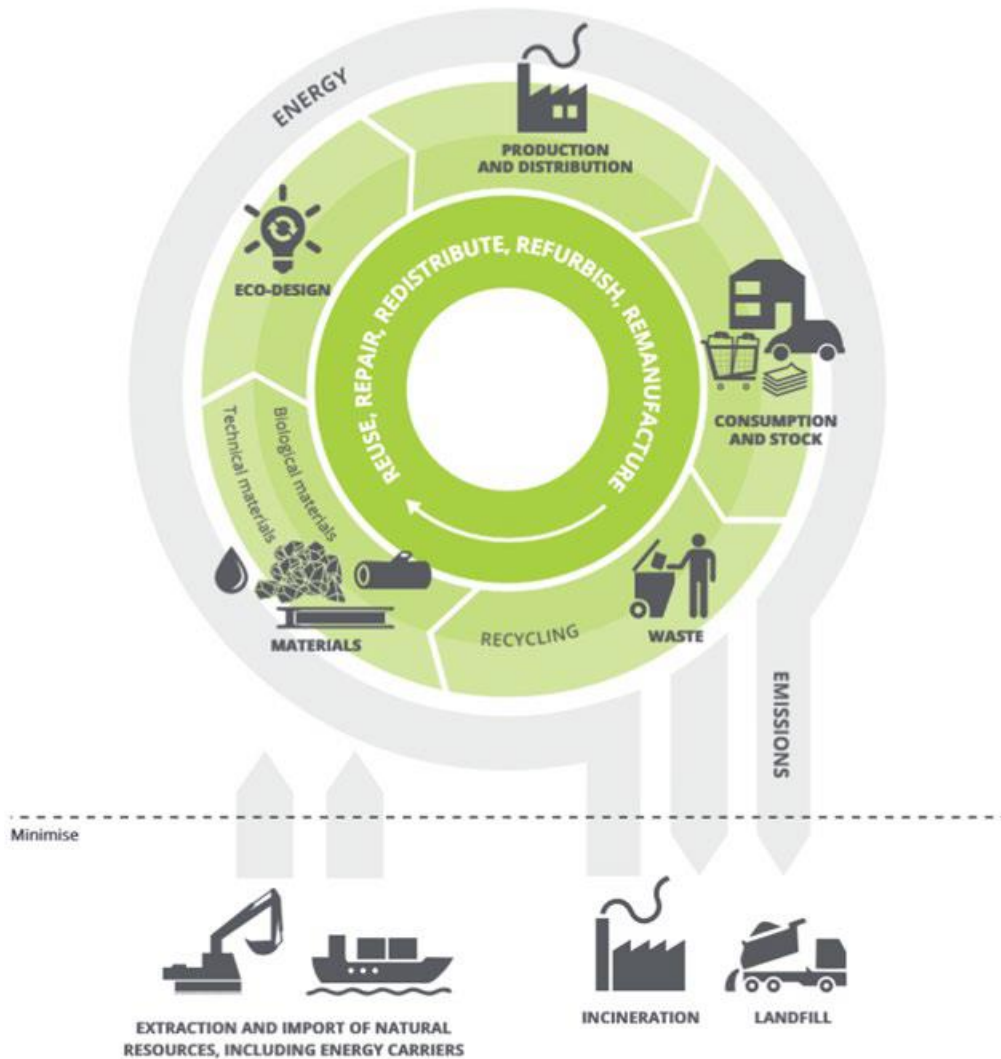 ENERGY
PRODUCTION
AND DISTRIBUTION
ECO-DESIGN
REUSE, REPAIR, REDISTRIBUTE, REFURBISH, REMANUFACTURE
CONSUMPTION
AND STOCK
Technical materials
Biological materials
MATERIALS
RECYCLING
WASTE
EMISSIONS
Minimise
EXTRACTION AND IMPORT OF NATURAL
RESOURCES, INCLUDING ENERGY CARRIERS
INCINERATION
LANDFILL